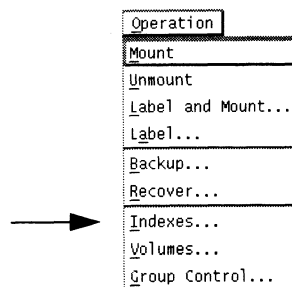 Operation
Mount
Unmount
Label and Mount...
Label...
Backup...
Recover...
Indexes...
Volumes...
Group Control...